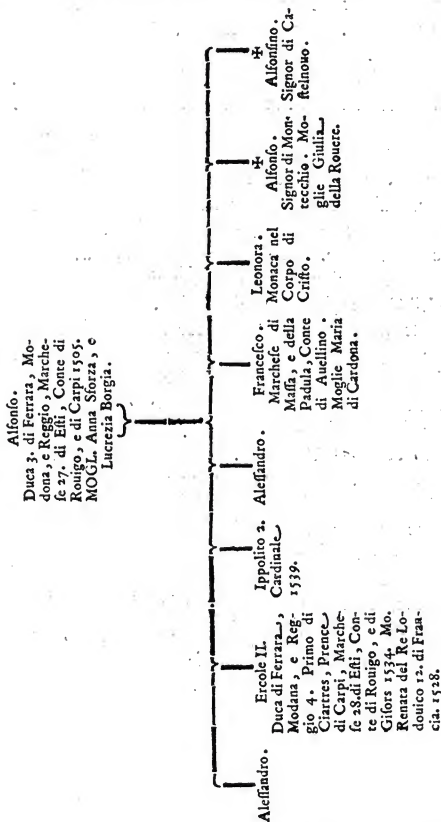 Alfonſo.
Duca 3. di Ferrara, Mo-
dona, e Reggio, Marche-
ſe 27. di Eſti, Conte di
Rouigo, e di Carpi 1505.
MOGL. Anna Sforza, e
Lucrezia Borgia.
Aleſſandro.
Ercole II.
Duca di Ferrara,
Modana, e Reg-
gio 4. Primo di
Ciartres, Prence
di Carpi, Marche-
ſe 28. di Eſti, Con-
te di Rouigo, e di
Giſors 1534. Mo.
Renata del Re Lo-
douico 12. di Fran-
cia. 1528.
Ippolito 2.
Cardinale
1539.
Aleſſandro.
Franceſco.
Marcheſe di
Maſſa, e della
Padula, Conte
di Auellino.
Moglie Maria
di Cardona.
Leonora.
Monaca nel
Corpo di
Criſto.
✠
Alfonſo.
Signor di Mon-
tecchio. Mo-
glie Giulia
della Rouere.
✠
Alfonſino.
Signor di Ca-
ſtelnouo.